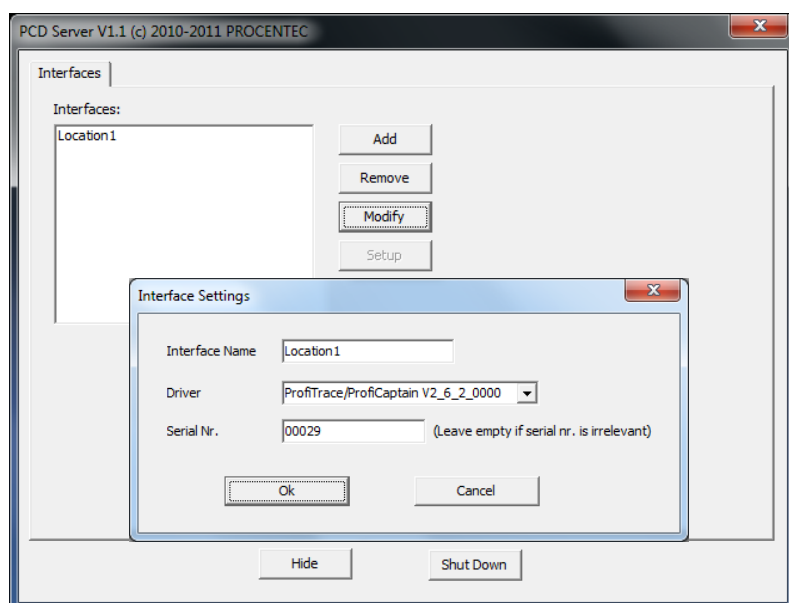 PCD Server V1.1 (c) 2010-2011 PROCENTEC
Interfaces
Interfaces:
Location1
Add
Remove
Modify
Setup
Interface Settings
Interface Name Location1
Driver ProfiTrace/ProfiCaptain V2_6_2_0000
Serial Nr. 00029 (Leave empty if serial nr. is irrelevant)
Ok Cancel
Hide Shut Down